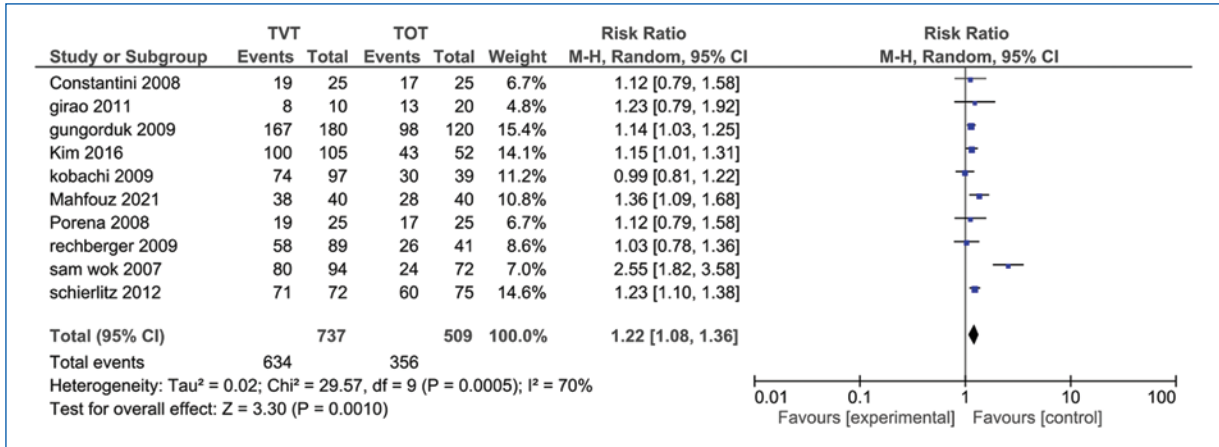 TVT TOT Risk Ratio Risk Ratio
Study or Subgroup Events Total Events Total Weight M-H, Random, 95% CI M-H, Random, 95% CI
Constantini 2008 19 25 17 25 6.7% 1.12 [0.79, 1.58]
girao 2011 8 10 13 20 4.8% 1.23 [0.79, 1.92]
gungorduk 2009 167 180 98 120 15.4% 1.14 [1.03, 1.25]
Kim 2016 100 105 43 52 14.1% 1.15 [1.01, 1.31]
kobachi 2009 74 97 30 39 11.2% 0.99 [0.81, 1.22]
Mahfouz 2021 38 40 28 40 10.8% 1.36 [1.09, 1.68]
Porena 2008 19 25 17 25 6.7% 1.12 [0.79, 1.58]
rechberger 2009 58 89 26 41 8.6% 1.03 [0.78, 1.36]
sam wok 2007 80 94 24 72 7.0% 2.55 [1.82, 3.58]
schierlitz 2012 71 72 60 75 14.6% 1.23 [1.10, 1.38]
Total (95% CI) 737 509 100.0% 1.22 [1.08, 1.36]
Total events 634 356
Heterogeneity: Tau² = 0.02; Chi² = 29.57, df = 9 (P = 0.0005); I² = 70%
Test for overall effect: Z = 3.30 (P = 0.0010)
0.01 0.1 1 10 100
Favours [experimental] Favours [control]